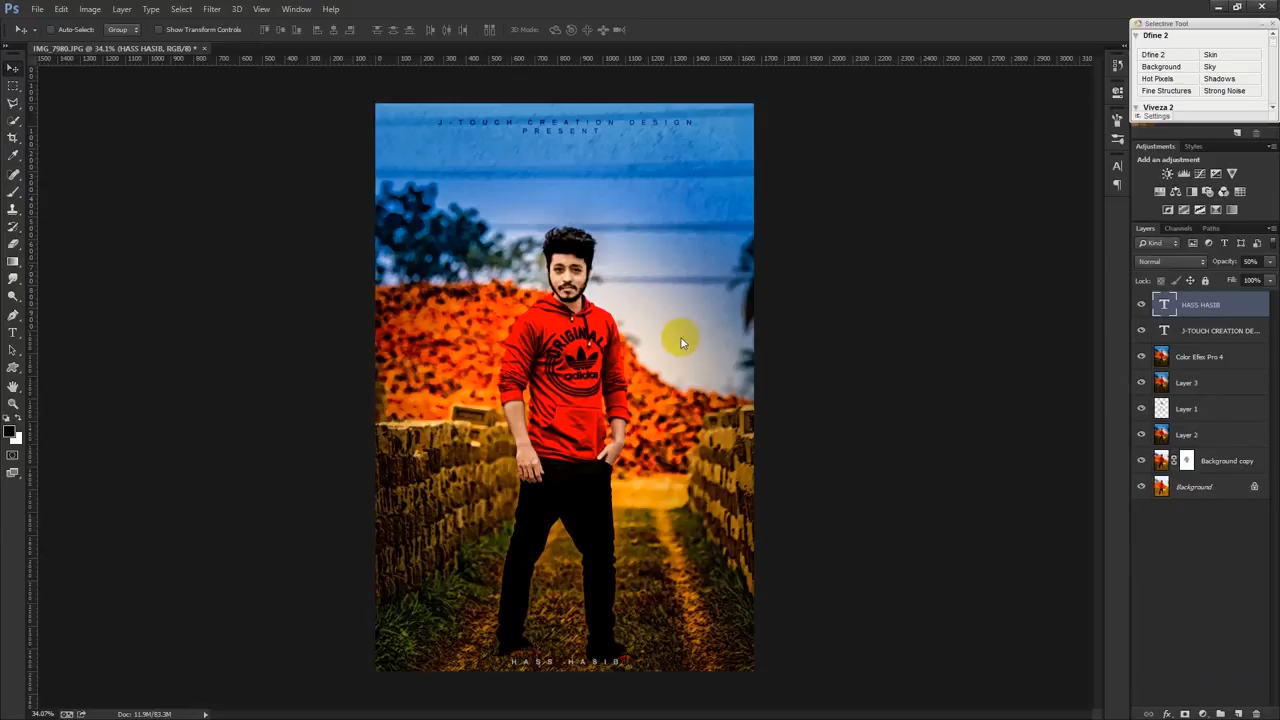 Ps File Edit Image Layer Type Select Filter 3D View Window Help
Auto-Select: Group Show Transform Controls 3D Mode:
IMG_7980.JPG @ 34.1% (HASS HASIB, RGB/8) *
Selective Tool
Dfine 2
Dfine 2 Skin
Background Sky
Hot Pixels Shadows
Fine Structures Strong Noise
Viveza 2
Settings
Adjustments Styles
Add an adjustment
Layers Channels Paths
Kind
Normal Opacity: 50%
Lock: Fill: 100%
HASS HASIB
J-TOUCH CREATION DE...
Color Efex Pro 4
Layer 3
Layer 1
Layer 2
Background copy
Background
J-TOUCH CREATION DESIGN
PRESENT
ORIGINAL
adidas
HASS HASIB
34.07% Doc: 11.9M/83.3M